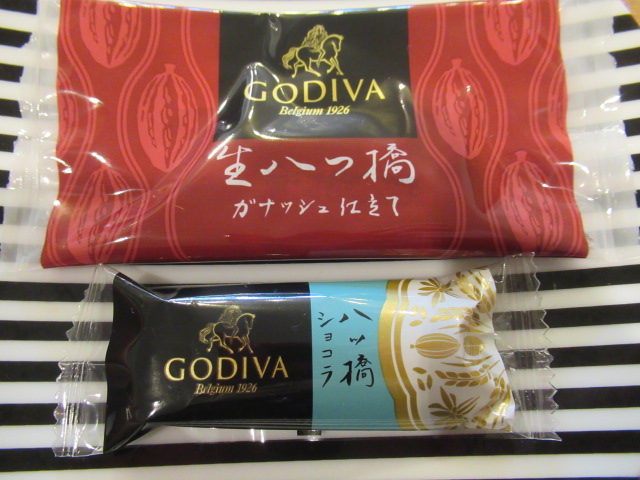 GODIVA
Belgium 1926
生八つ橋
ガナッシュ仕立て
GODIVA
Belgium 1926
八ッ橋
ショコラ